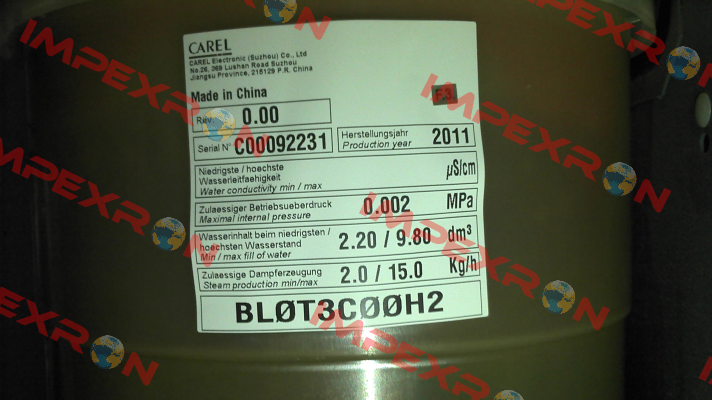 CAREL
CAREL Electronic (Suzhou) Co., Ltd
No.26, 369 Lushan Road Suzhou
Jiangsu Province, 215129 P.R. China
Made in China
F3
Rev. 0.00
Serial N° C00092231
Herstellungsjahr
Production year
2011
Niedrigste / hoechste
Wasserleitfaehigkeit
Water conductivity min / max
µS/cm
Zulaessiger Betriebsueberdruck
Maximal internal pressure
0.002 MPa
Wasserinhalt beim niedrigsten /
hoechsten Wasserstand
Min / max fill of water
2.20 / 9.80 dm³
Zulaessige Dampferzeugung
Steam production min/max
2.0 / 15.0 Kg/h
BLØT3CØØH2
IMPEXRON
IMPEXRON
IMPEXRON
IMPEXRON
IMPEXRON
IMPEXRON
IMPEXRON